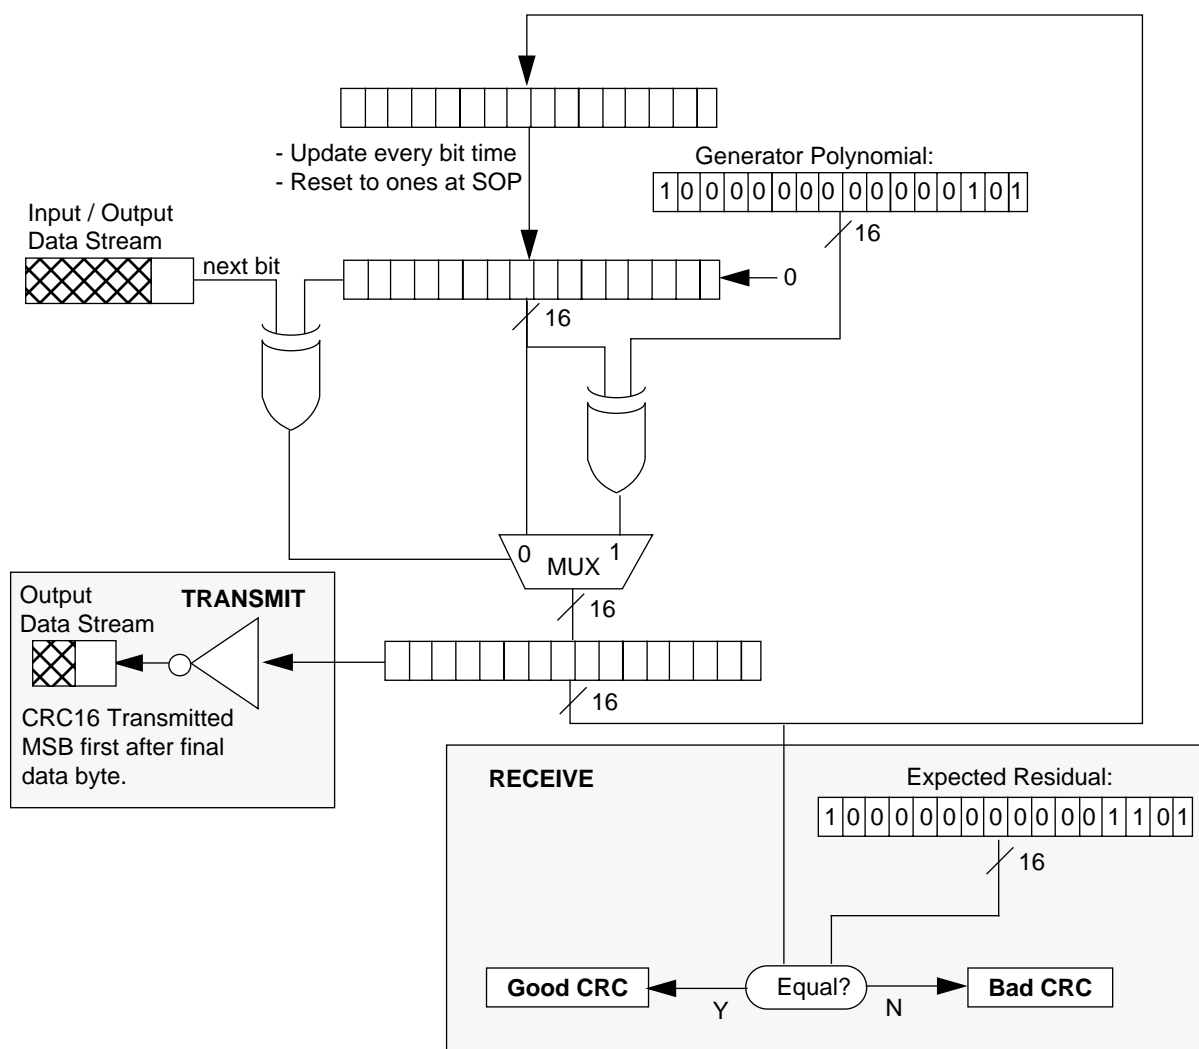 - Update every bit time
- Reset to ones at SOP
Generator Polynomial:
1 0 0 0 0 0 0 0 0 0 0 0 0 1 0 1
16
Input / Output
Data Stream
next bit
0
16
0
1
MUX
16
Output
Data Stream
TRANSMIT
CRC16 Transmitted
MSB first after final
data byte.
16
RECEIVE
Expected Residual:
1 0 0 0 0 0 0 0 0 0 0 0 1 1 0 1
16
Good CRC
Y
Equal?
N
Bad CRC